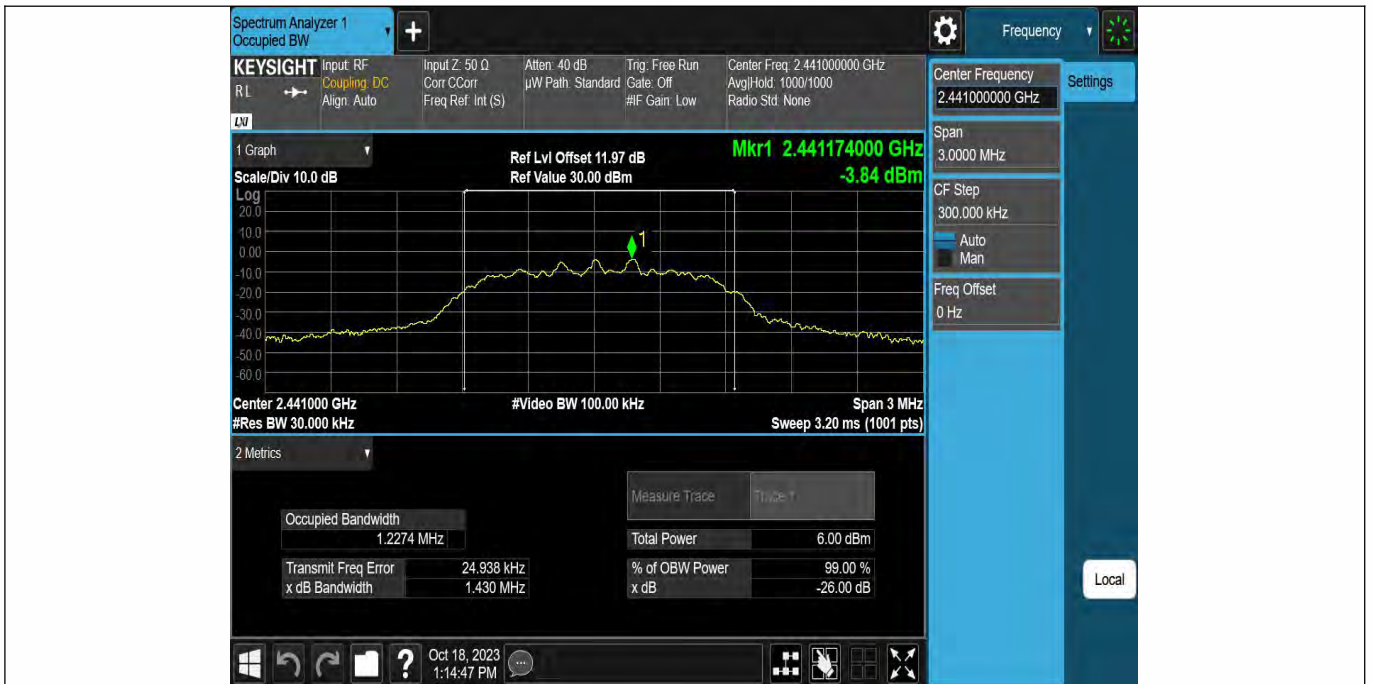 Spectrum Analyzer 1
Occupied BW
+
Frequency
KEYSIGHT
RL
LXI
Input: RF
Coupling: DC
Align: Auto
Input Z: 50 Ω
Corr CCorr
Freq Ref: Int (S)
Atten: 40 dB
µW Path: Standard
Trig: Free Run
Gate: Off
#IF Gain: Low
Center Freq: 2.441000000 GHz
Avg|Hold: 1000/1000
Radio Std: None
Center Frequency
2.441000000 GHz
Settings
Span
3.0000 MHz
CF Step
300.000 kHz
Auto
Man
Freq Offset
0 Hz
Local
1 Graph
Scale/Div 10.0 dB
Ref Lvl Offset 11.97 dB
Ref Value 30.00 dBm
Mkr1 2.441174000 GHz
-3.84 dBm
Log
20.0
10.0
0.00
-10.0
-20.0
-30.0
-40.0
-50.0
-60.0
1
Center 2.441000 GHz
#Video BW 100.00 kHz
Span 3 MHz
#Res BW 30.000 kHz
Sweep 3.20 ms (1001 pts)
2 Metrics
Measure Trace Trace 1
Occupied Bandwidth
1.2274 MHz
Total Power 6.00 dBm
Transmit Freq Error 24.938 kHz
% of OBW Power 99.00 %
x dB Bandwidth 1.430 MHz
x dB -26.00 dB
?
Oct 18, 2023
1:14:47 PM